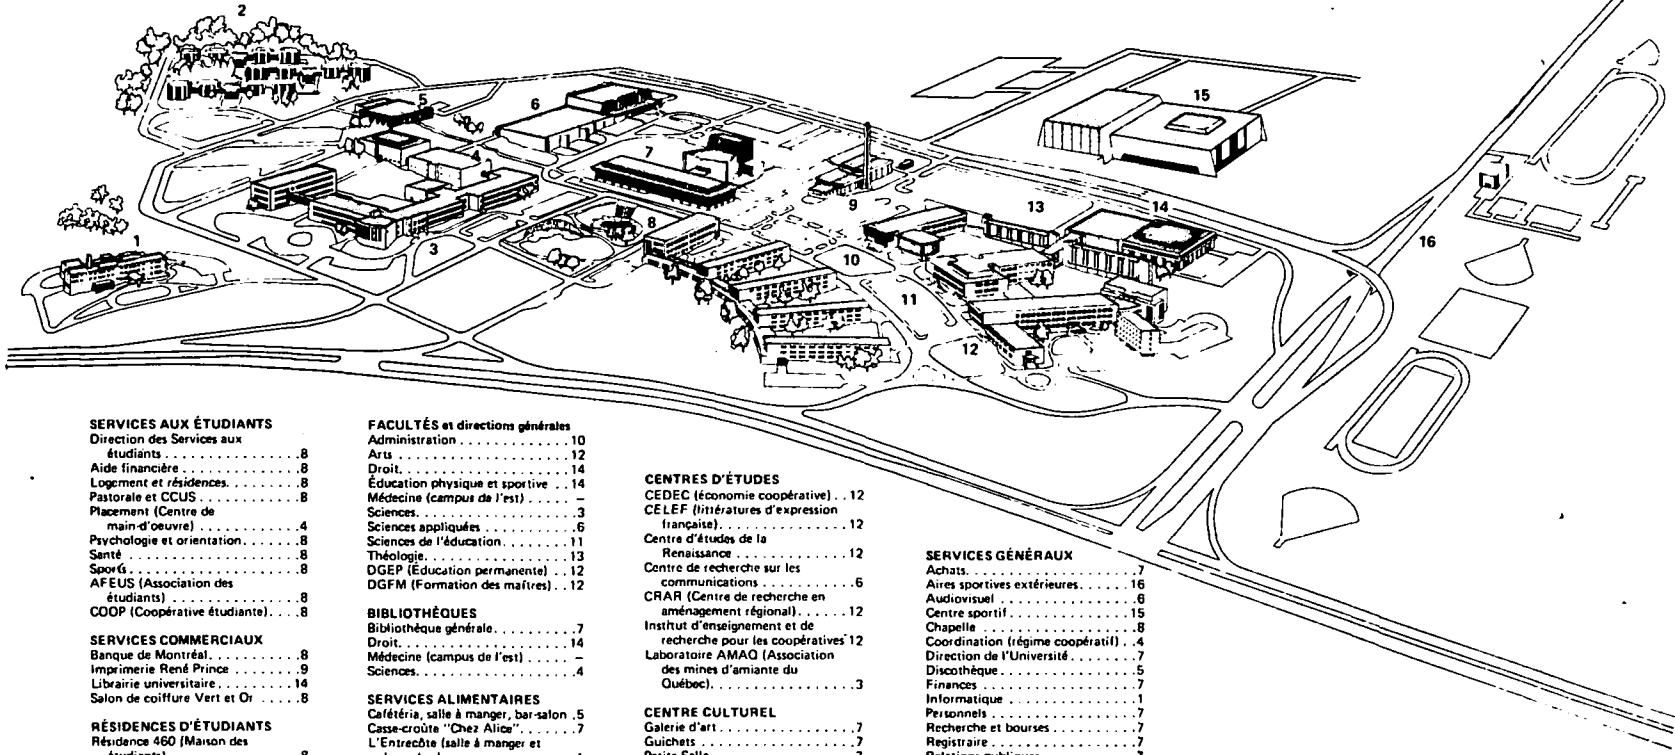 2
5
6
15
4
7
9
13
14
8
3
1
10
16
11
12
SERVICES AUX ÉTUDIANTS
Direction des Services aux
étudiants . . . . . . . . . . . . . . . 8
Aide financière . . . . . . . . . . . . . 8
Logement et résidences. . . . . . . . 8
Pastorale et CCUS . . . . . . . . . . . 8
Placement (Centre de
main-d'oeuvre) . . . . . . . . . . . . 4
Psychologie et orientation . . . . . . 8
Santé . . . . . . . . . . . . . . . . . . . 8
Sports . . . . . . . . . . . . . . . . . . 8
AFEUS (Association des
étudiants) . . . . . . . . . . . . . . . 8
COOP (Coopérative étudiante) . . . 8
SERVICES COMMERCIAUX
Banque de Montréal. . . . . . . . . . 8
Imprimerie René Prince . . . . . . . 9
Librairie universitaire . . . . . . . . . 14
Salon de coiffure Vert et Or . . . . . 8
RÉSIDENCES D'ÉTUDIANTS
Résidence 460 (Maison des
étudiants) . . . . . . . . . . . . . . . 8
FACULTÉS et directions générales
Administration . . . . . . . . . . . . . 10
Arts . . . . . . . . . . . . . . . . . . . . 12
Droit. . . . . . . . . . . . . . . . . . . . 14
Éducation physique et sportive . . 14
Médecine (campus de l'est) . . . . . –
Sciences. . . . . . . . . . . . . . . . . . 3
Sciences appliquées . . . . . . . . . . 6
Sciences de l'éducation . . . . . . . . 11
Théologie. . . . . . . . . . . . . . . . . 13
DGEP (Éducation permanente) . . 12
DGFM (Formation des maîtres) . . 12
BIBLIOTHÈQUES
Bibliothèque générale. . . . . . . . . 7
Droit. . . . . . . . . . . . . . . . . . . . 14
Médecine (campus de l'est) . . . . . –
Sciences. . . . . . . . . . . . . . . . . . 4
SERVICES ALIMENTAIRES
Cafétéria, salle à manger, bar-salon . 5
Casse-croûte "Chez Alice" . . . . . . 7
L'Entrecôte (salle à manger et
CENTRES D'ÉTUDES
CEDEC (économie coopérative) . . 12
CELEF (littératures d'expression
française). . . . . . . . . . . . . . . . 12
Centre d'études de la
Renaissance . . . . . . . . . . . . . . 12
Centre de recherche sur les
communications . . . . . . . . . . . 6
CRAR (Centre de recherche en
aménagement régional) . . . . . . 12
Institut d'enseignement et de
recherche pour les coopératives 12
Laboratoire AMAQ (Association
des mines d'amiante du
Québec). . . . . . . . . . . . . . . . . 3
CENTRE CULTUREL
Galerie d'art . . . . . . . . . . . . . . . 7
Guichets . . . . . . . . . . . . . . . . . 7
Petite Salle . . . . . . . . . . . . . . . 7
SERVICES GÉNÉRAUX
Achats. . . . . . . . . . . . . . . . . . . 7
Aires sportives extérieures. . . . . . 16
Audiovisuel . . . . . . . . . . . . . . . 6
Centre sportif . . . . . . . . . . . . . . 15
Chapelle . . . . . . . . . . . . . . . . . 8
Coordination (régime coopératif) . . 4
Direction de l'Université . . . . . . . 7
Discothèque . . . . . . . . . . . . . . . 5
Finances . . . . . . . . . . . . . . . . . 7
Informatique . . . . . . . . . . . . . . 1
Personnels . . . . . . . . . . . . . . . . 7
Recherche et bourses . . . . . . . . . 7
Registraire . . . . . . . . . . . . . . . . 7
Relations publiques . . . . . . . . . . 7